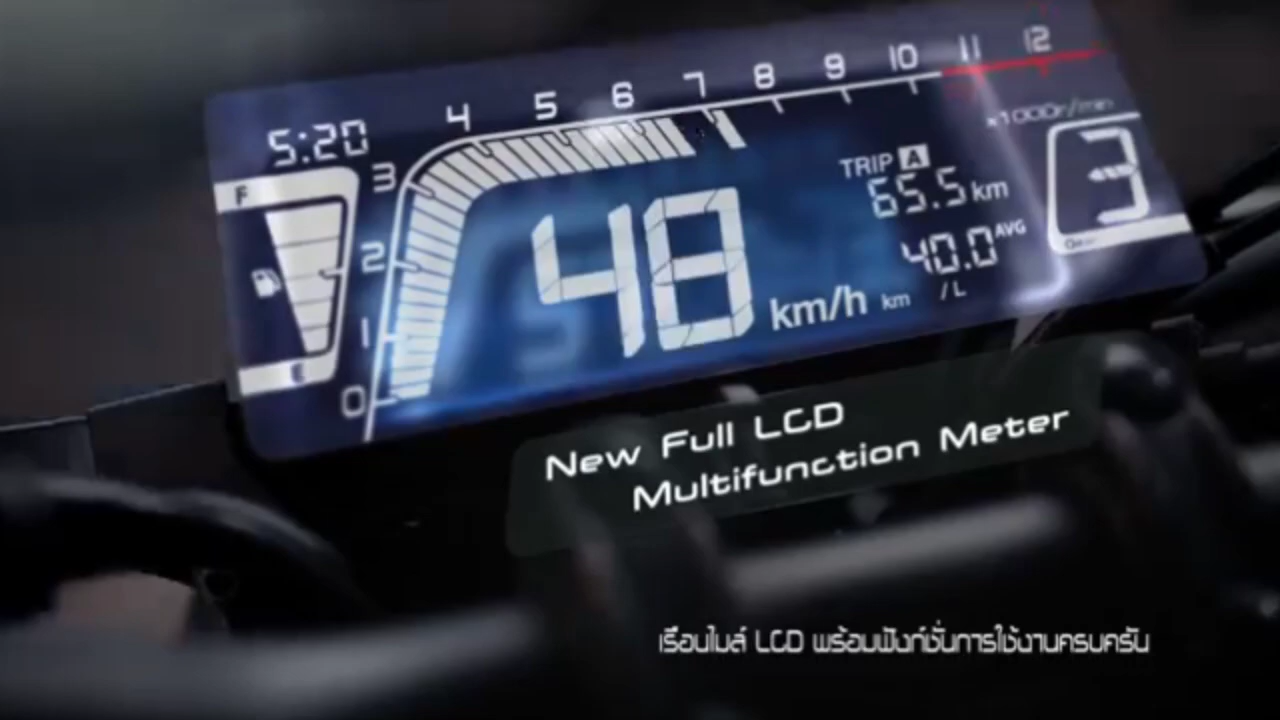 4 5 6 7 8 9 10 11 12
x1000r/min
5:20
3
F
TRIP A
65.5 km
3
2
40.0 AVG
48 km/h km /L
1
E
0
New Full LCD
Multifunction Meter
เรือนไมล์ LCD พร้อมฟังก์ชั่นการใช้งานครบครัน